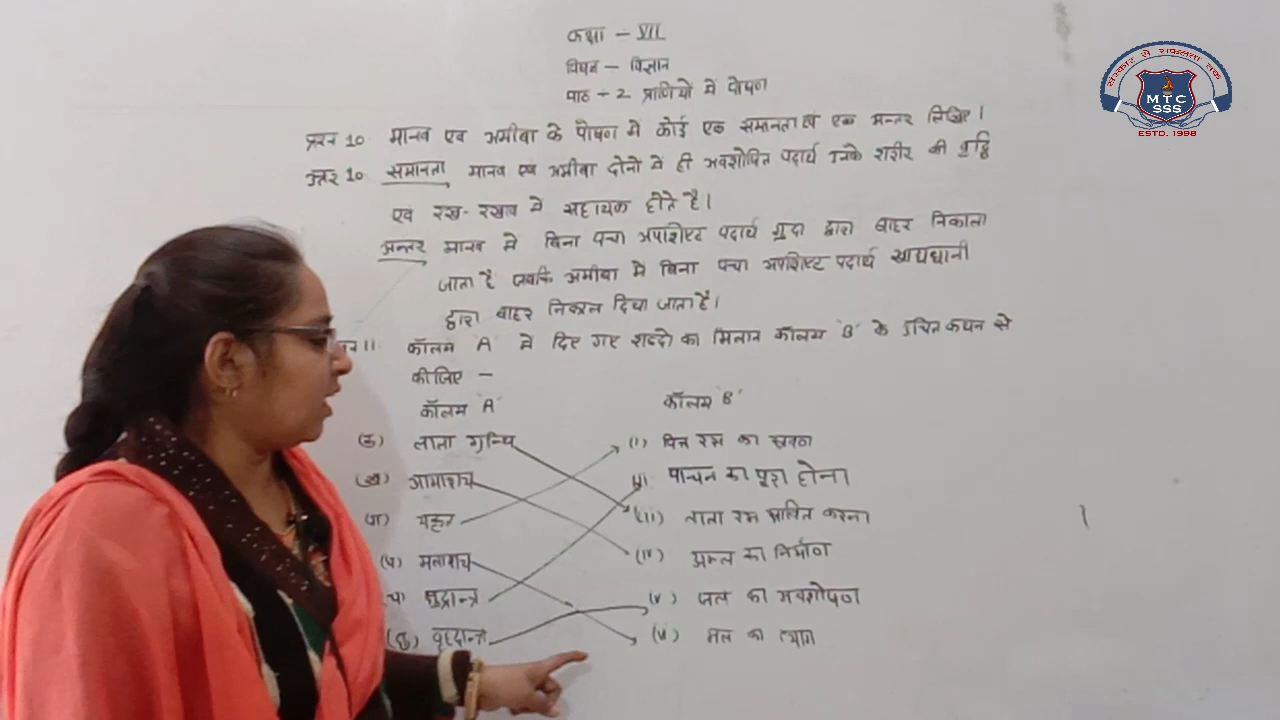 कक्षा - VII
विषय - विज्ञान
पाठ - 2 प्राणियो मे पोषण
प्रश्न 10. मानव एवं अमीबा के पोषण मे कोई एक समानता एवं एक अन्तर लिखिए।
उत्तर 10. समानता मानव एवं अमीबा दोनो मे ही अवशोषित पदार्थ उनके शरीर की वृद्धि
एवं रख-रखाव मे सहायक होते है।
अन्तर मानव मे बिना पचा अपशिष्ट पदार्थ गुदा द्वारा बाहर निकाला
जाता है जबकि अमीबा मे बिना पचा अपशिष्ट पदार्थ खाद्यधानी
द्वारा बाहर निकाल दिया जाता है।
11. कॉलम 'A' मे दिए गए शब्दो का मिलान कॉलम 'B' के उचित कथन से
कीजिए -
कॉलम 'A' कॉलम 'B'
(क) लाला ग्रन्थि (i) पित्त रस का स्त्रवण
(ख) आमाशय (ii) पाचन का पूरा होना
(ग) यकृत (iii) लाला रस स्त्रावित करना
(घ) मलाशय (iv) अम्ल का निर्माण
(च) क्षुद्रान्त्र (v) जल का अवशोषण
(छ) वृहदान्त्र (vi) मल का त्याग
संस्कार से सफलता तक
MTC
SSS
ESTD. 1998